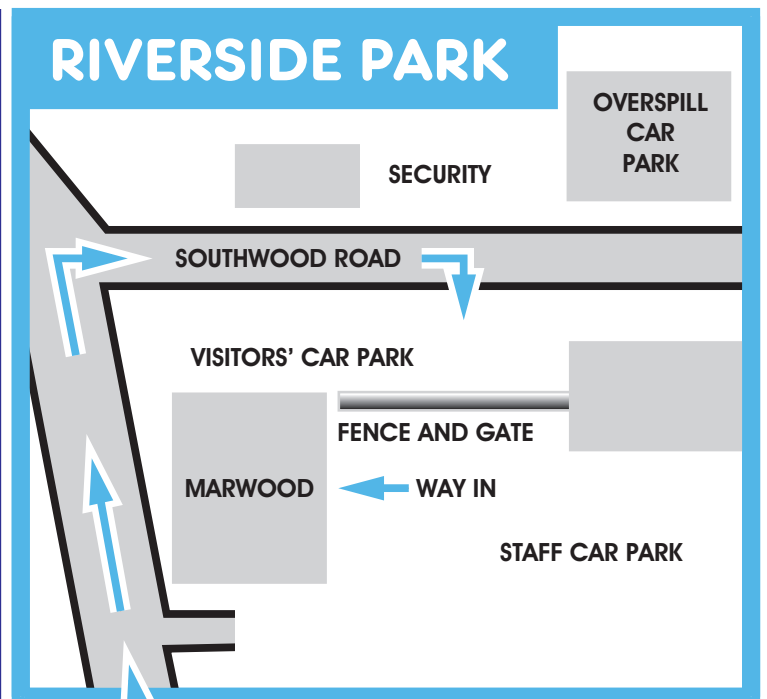 RIVERSIDE PARK
OVERSPILL
CAR
PARK
SECURITY
SOUTHWOOD ROAD
VISITORS' CAR PARK
FENCE AND GATE
MARWOOD
WAY IN
STAFF CAR PARK